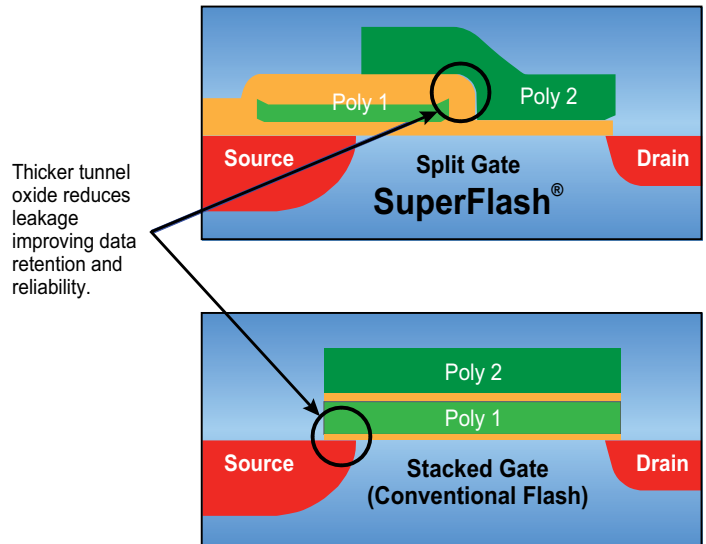 Poly 1
Poly 2
Source
Split Gate
Drain
SuperFlash®
Thicker tunnel
oxide reduces
leakage
improving data
retention and
reliability.
Poly 2
Poly 1
Source
Stacked Gate
Drain
(Conventional Flash)